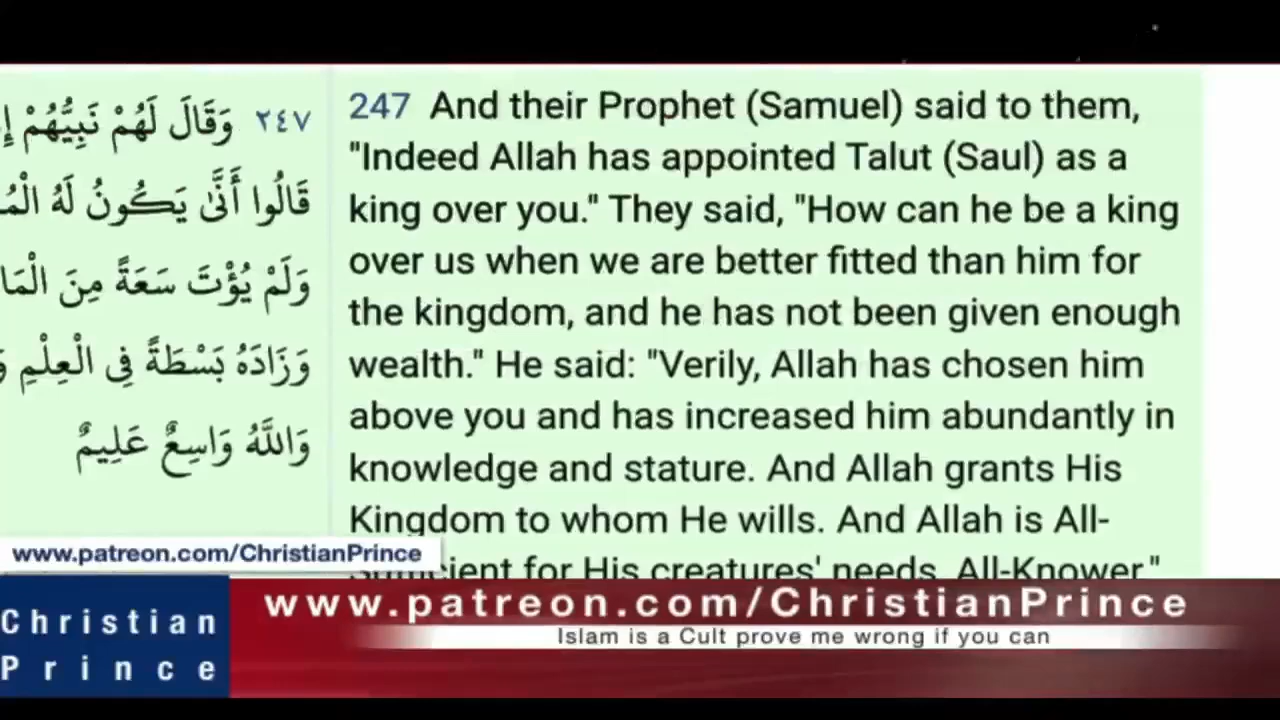 247 And their Prophet (Samuel) said to them,
"Indeed Allah has appointed Talut (Saul) as a
king over you." They said, "How can he be a king
over us when we are better fitted than him for
the kingdom, and he has not been given enough
wealth." He said: "Verily, Allah has chosen him
above you and has increased him abundantly in
knowledge and stature. And Allah grants His
Kingdom to whom He wills. And Allah is All-
Sufficient for His creatures' needs, All-Knower."
٢٤٧ وَقَالَ لَهُمْ نَبِيُّهُمْ
قَالُوا أَنَّىٰ يَكُونُ لَهُ
وَلَمْ يُؤْتَ سَعَةً مِنَ
وَزَادَهُ بَسْطَةً فِي الْعِلْمِ
وَاللَّهُ وَاسِعٌ عَلِيمٌ
www.patreon.com/ChristianPrince
Christian
Prince
www.patreon.com/ChristianPrince
Islam is a Cult prove me wrong if you can